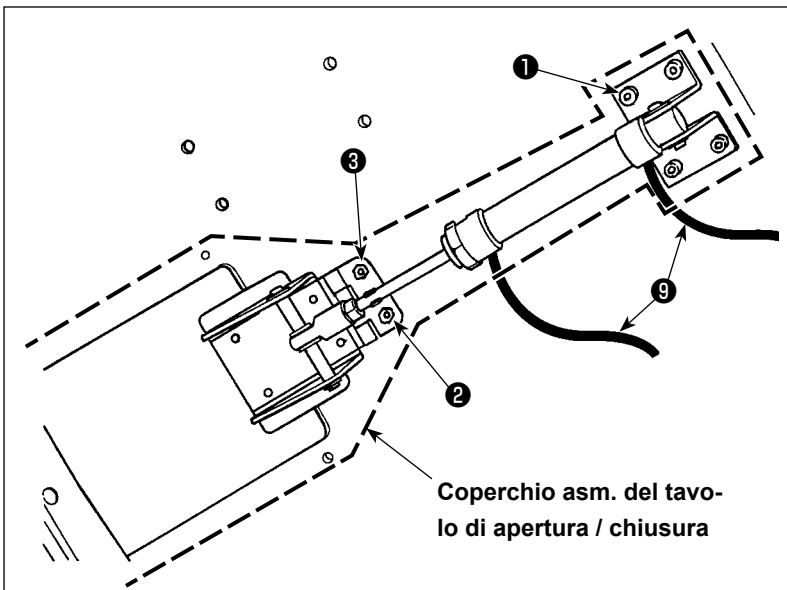 ❶
❸
❾
❷
Coperchio asm. del tavo-
lo di apertura / chiusura